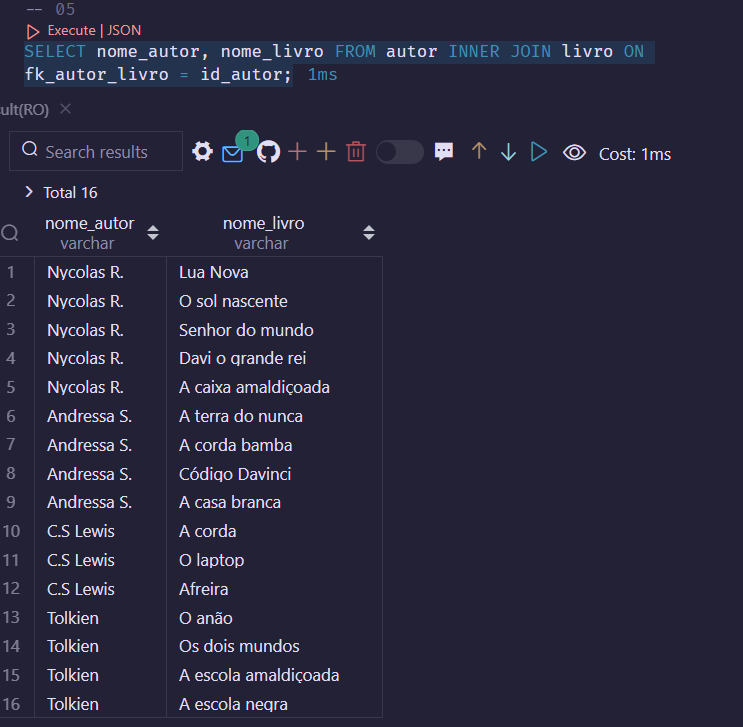 -- 05
Execute | JSON
SELECT nome_autor, nome_livro FROM autor INNER JOIN livro ON
fk_autor_livro = id_autor; 1ms
ult(RO)
Search results 1 Cost: 1ms
Total 16
nome_autor nome_livro
varchar varchar
1 Nycolas R. Lua Nova
2 Nycolas R. O sol nascente
3 Nycolas R. Senhor do mundo
4 Nycolas R. Davi o grande rei
5 Nycolas R. A caixa amaldiçoada
6 Andressa S. A terra do nunca
7 Andressa S. A corda bamba
8 Andressa S. Código Davinci
9 Andressa S. A casa branca
10 C.S Lewis A corda
11 C.S Lewis O laptop
12 C.S Lewis Afreira
13 Tolkien O anão
14 Tolkien Os dois mundos
15 Tolkien A escola amaldiçoada
16 Tolkien A escola negra